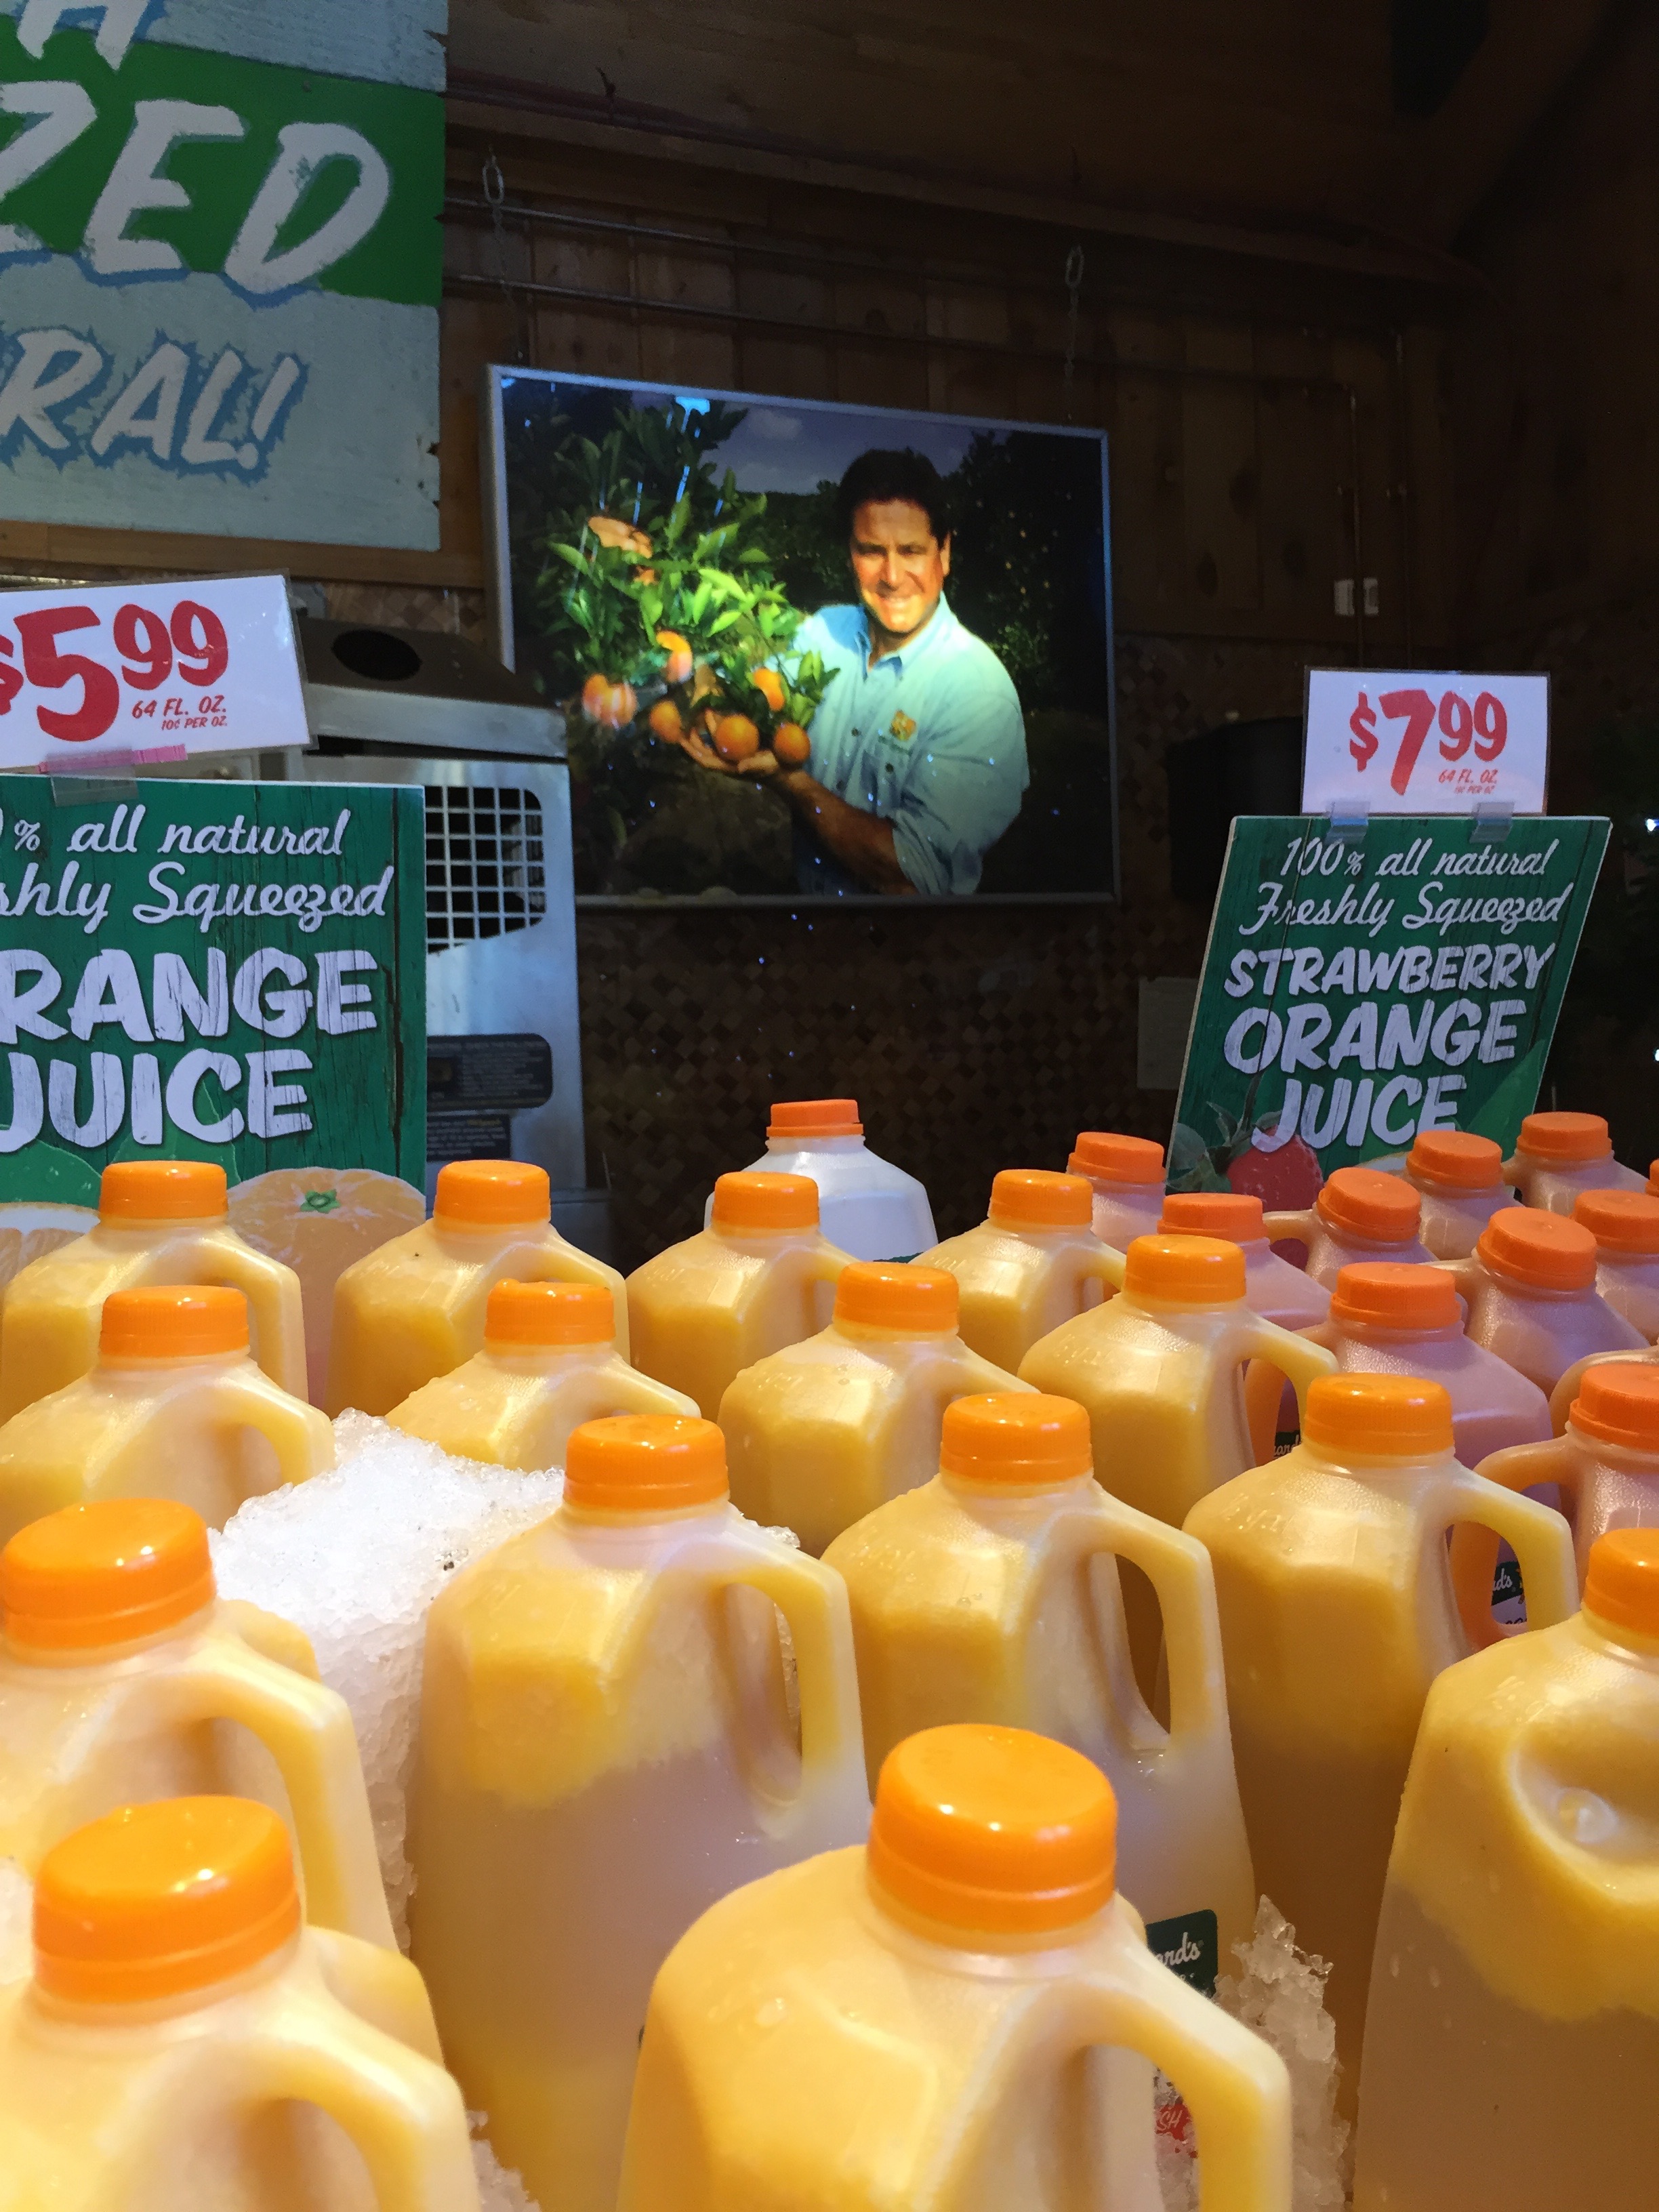 ZED
RAL!
$5.99
64 FL. OZ.
10¢ PER OZ.
% all natural
shly Squeezed
RANGE
JUICE
$7.99
64 FL. OZ.
100% all natural
Freshly Squeezed
STRAWBERRY
ORANGE
JUICE
ard's